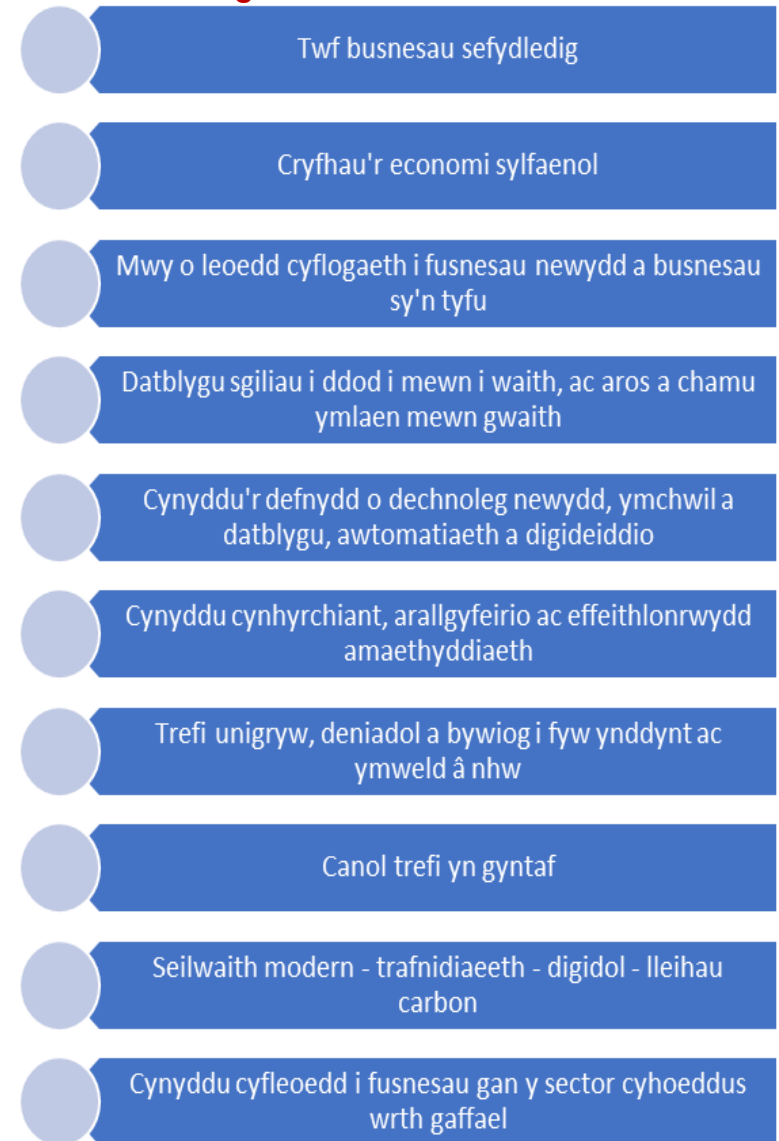 Twf busnesau sefydledig
Cryfhau'r economi sylfaenol
Mwy o leoedd cyflogaeth i fusnesau newydd a busnesau
sy'n tyfu
Datblygu sgiliau i ddod i mewn i waith, ac aros a chamu
ymlaen mewn gwaith
Cynyddu'r defnydd o dechnoleg newydd, ymchwil a
datblygu, awtomatiaeth a digideiddio
Cynyddu cynhyrchiant, arallgyfeirio ac effeithlonrwydd
amaethyddiaeth
Trefi unigryw, deniadol a bywiog i fyw ynddynt ac
ymweld â nhw
Canol trefi yn gyntaf
Seilwaith modern - trafnidiaeeth - digidol - lleihau
carbon
Cynyddu cyfleoedd i fusnesau gan y sector cyhoeddus
wrth gaffael